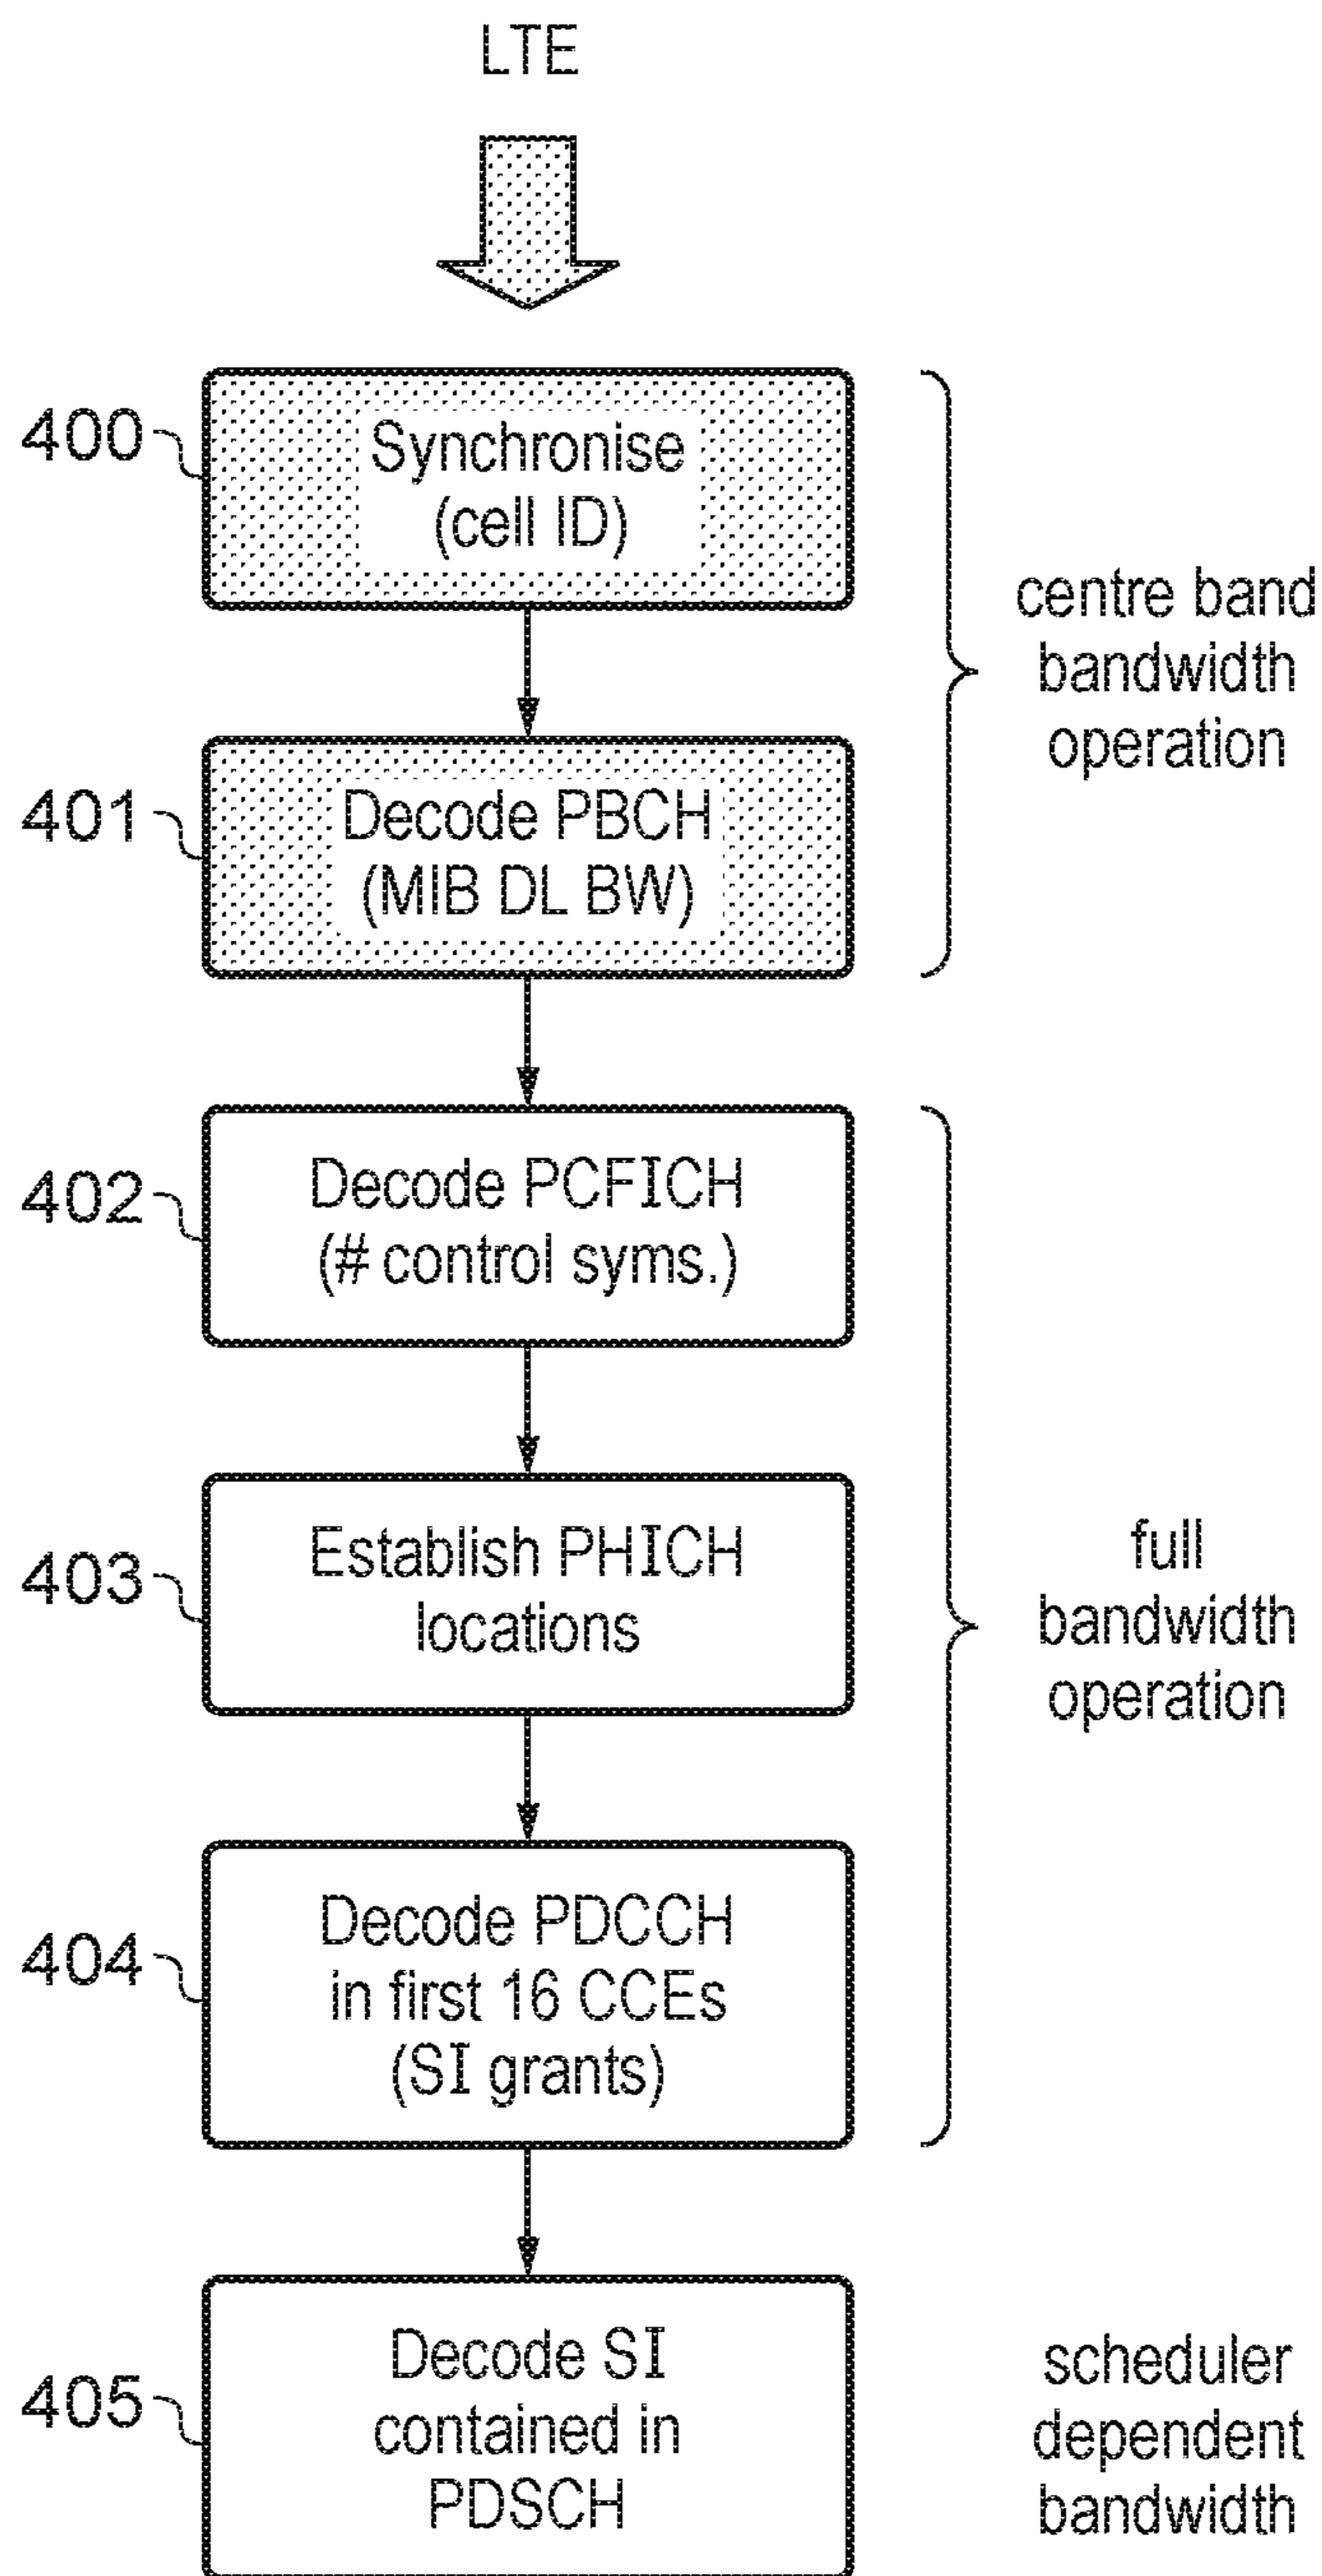 LTE
400
Synchronise
(cell ID)
centre band
bandwidth
operation
401
Decode PBCH
(MIB DL BW)
402
Decode PCFICH
(# control syms.)
403
Establish PHICH
locations
full
bandwidth
operation
404
Decode PDCCH
in first 16 CCEs
(SI grants)
405
Decode SI
contained in
PDSCH
scheduler
dependent
bandwidth